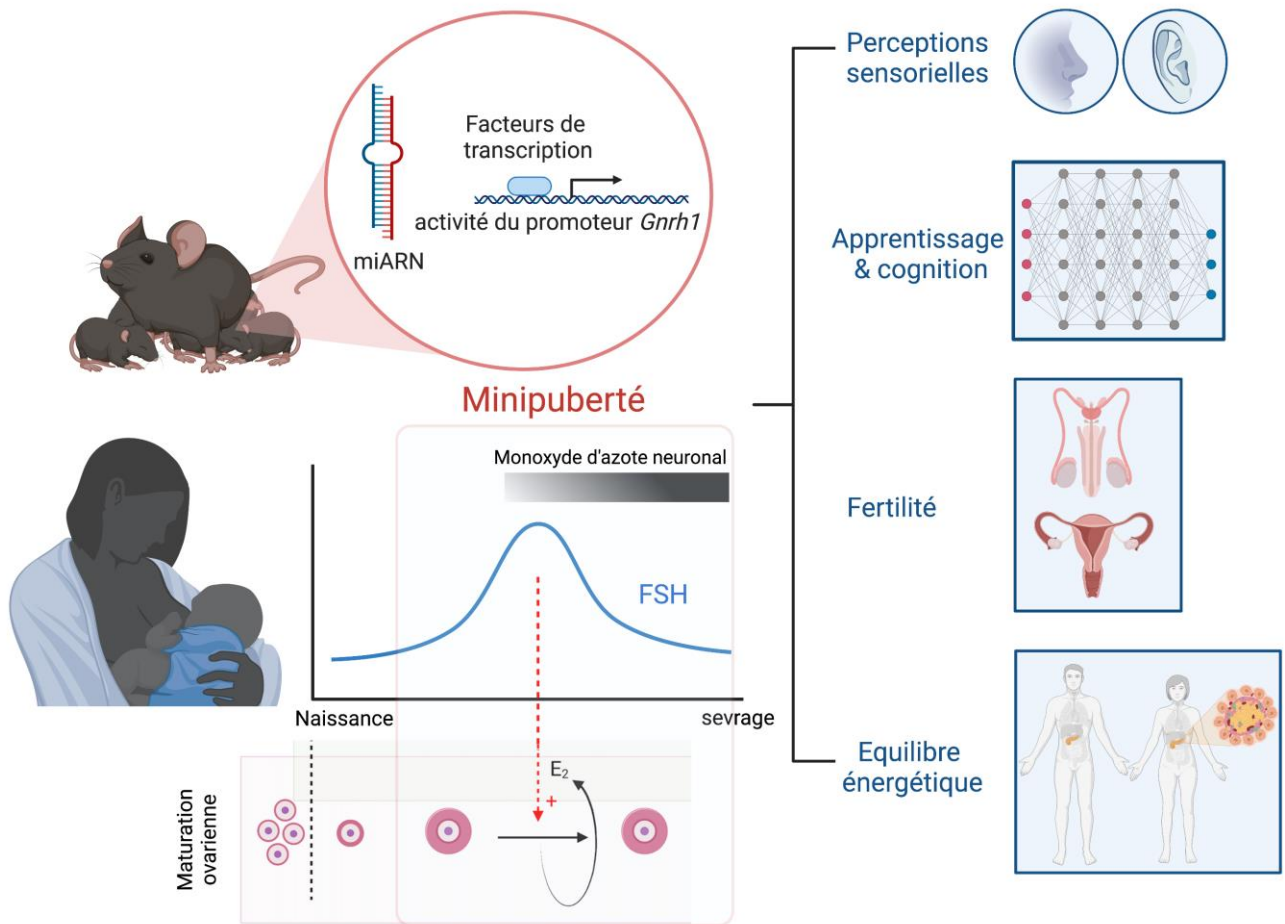 Facteurs de
transcription
activité du promoteur Gnrh1
miARN
Minipuberté
Monoxyde d'azote neuronal
FSH
Naissance
sevrage
E₂
+
Maturation
ovarienne
Perceptions
sensorielles
Apprentissage
& cognition
Fertilité
Equilibre
énergétique